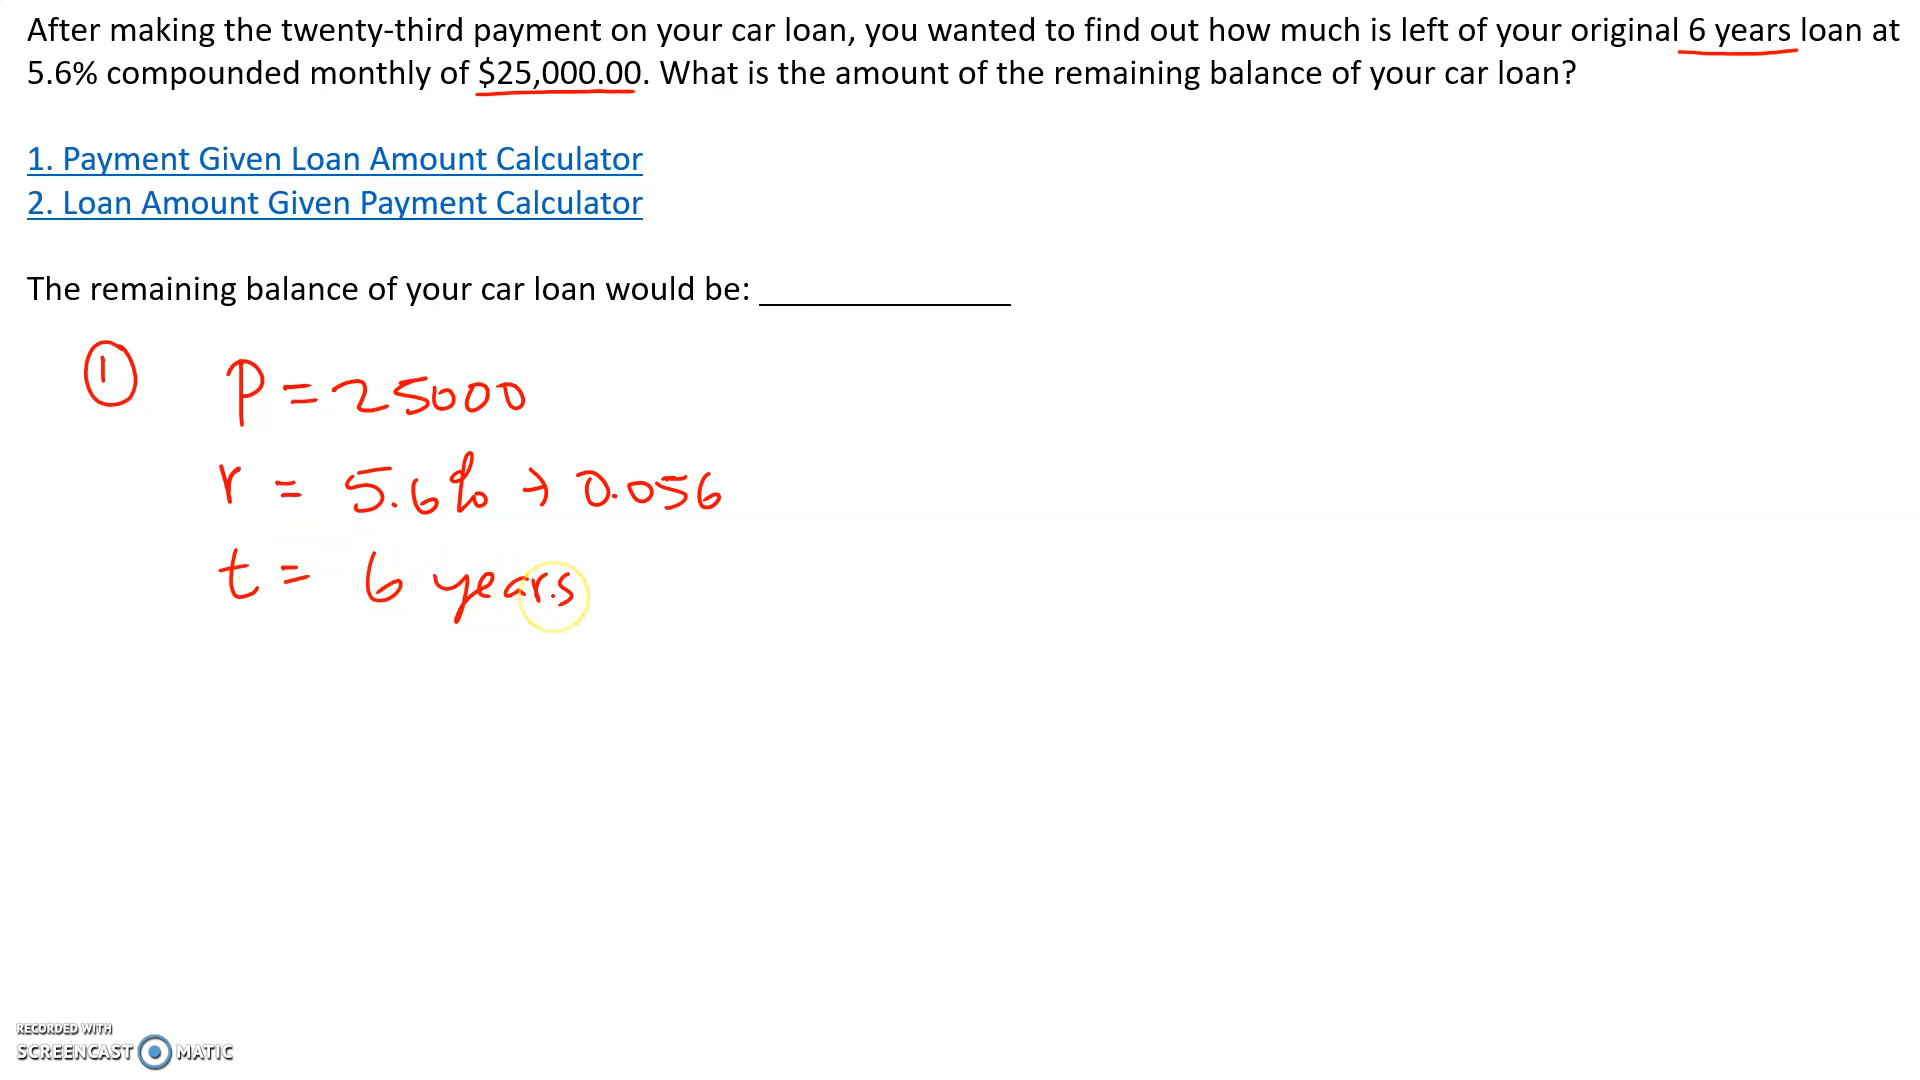 After making the twenty-third payment on your car loan, you wanted to find out how much is left of your original 6 years loan at
5.6% compounded monthly of $25,000.00. What is the amount of the remaining balance of your car loan?
1. Payment Given Loan Amount Calculator
2. Loan Amount Given Payment Calculator
The remaining balance of your car loan would be: _______________
① P = 25000
r = 5.6% → 0.056
t = 6 years
RECORDED WITH
SCREENCAST MATIC